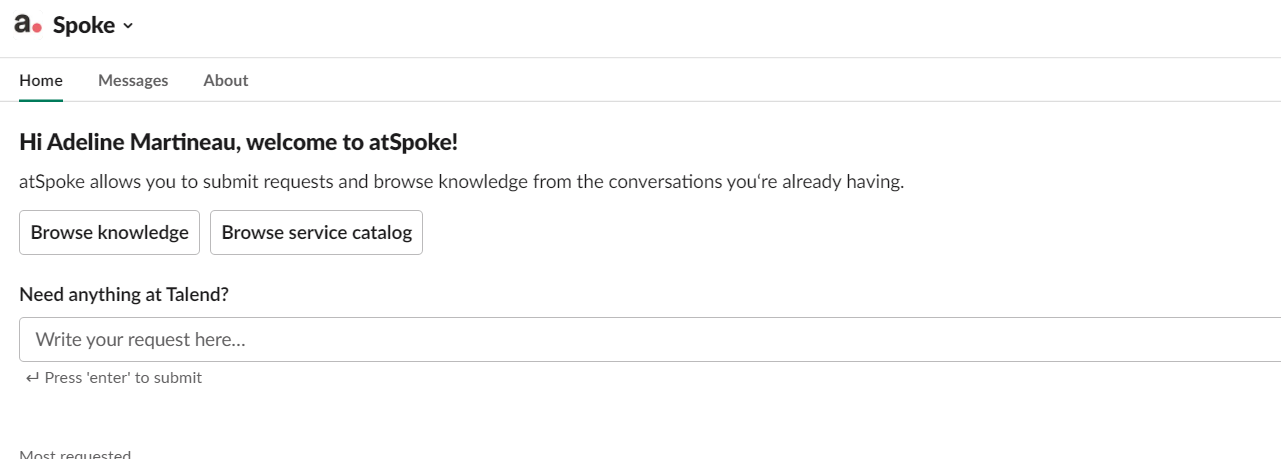 a. Spoke
Home Messages About
Hi Adeline Martineau, welcome to atSpoke!
atSpoke allows you to submit requests and browse knowledge from the conversations you‘re already having.
Browse knowledge Browse service catalog
Need anything at Talend?
Write your request here...
↵ Press 'enter' to submit
Most requested